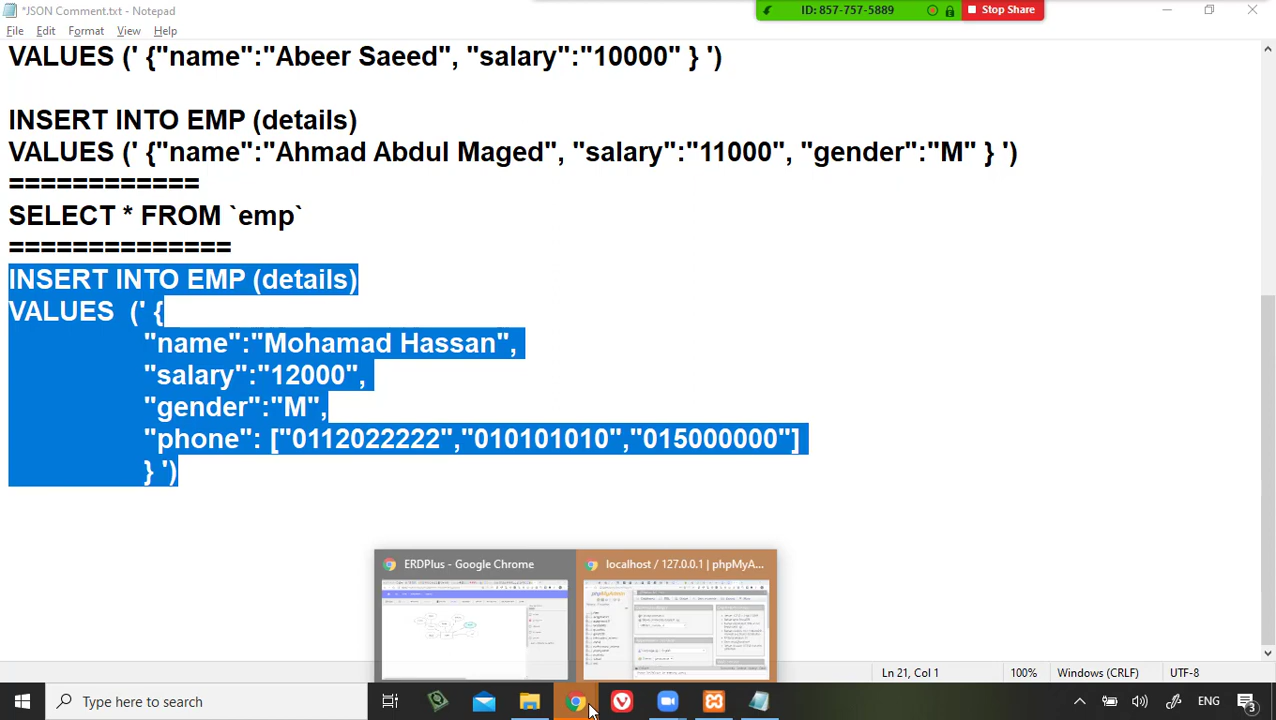 *JSON Comment.txt - Notepad
ID: 857-757-5889
Stop Share
File Edit Format View Help
VALUES (' {"name":"Abeer Saeed", "salary":"10000" } ')
INSERT INTO EMP (details)
VALUES (' {"name":"Ahmad Abdul Maged", "salary":"11000", "gender":"M" } ')
============
SELECT * FROM `emp`
==============
INSERT INTO EMP (details)
VALUES (' {
"name":"Mohamad Hassan",
"salary":"12000",
"gender":"M",
"phone": ["0112022222","010101010","015000000"]
} ')
ERDPlus - Google Chrome
localhost / 127.0.0.1 | phpMyA...
Ln 21, Col 1
100%
Windows (CRLF)
UTF-8
Type here to search
ENG
3